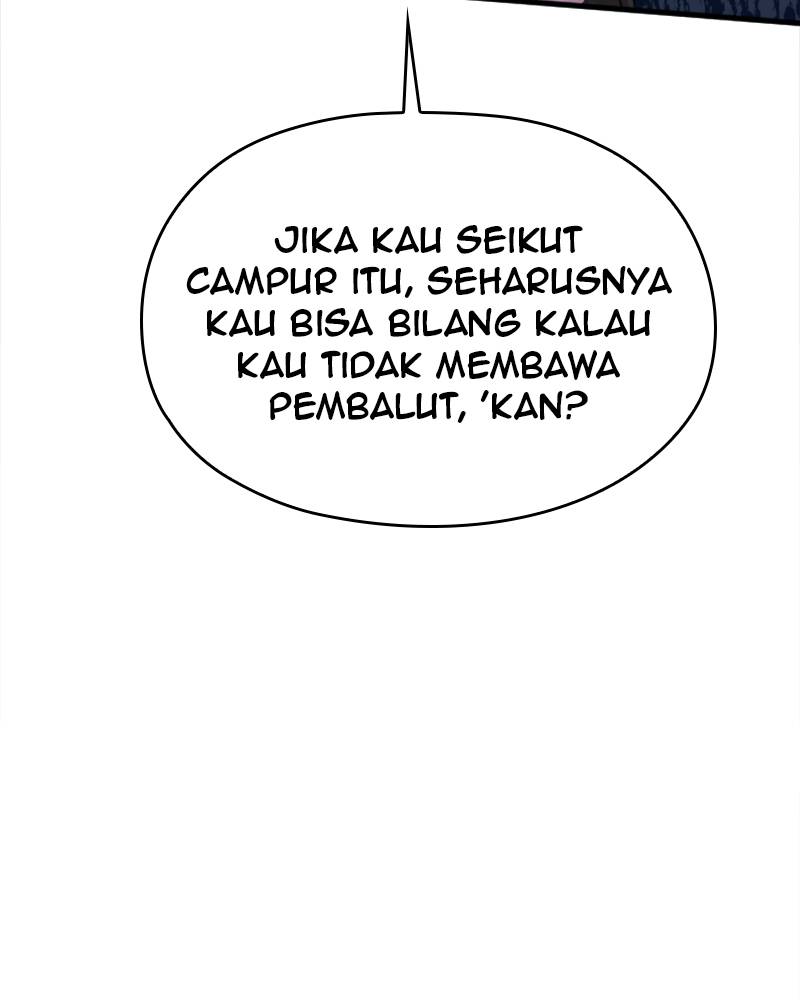 JIKA KAU SEIKUT
CAMPUR ITU, SEHARUSNYA
KAU BISA BILANG KALAU
KAU TIDAK MEMBAWA
PEMBALUT, 'KAN?